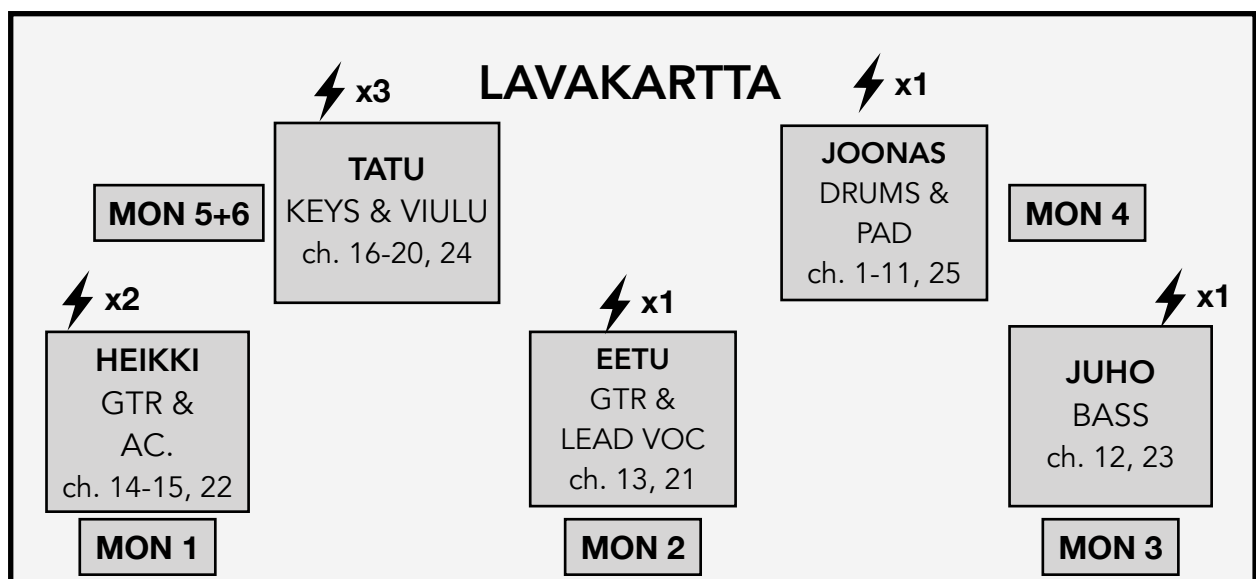 LAVAKARTTA
x3
x1
TATU
KEYS & VIULU
ch. 16-20, 24
MON 5+6
JOONAS
DRUMS &
PAD
ch. 1-11, 25
MON 4
x2
HEIKKI
GTR &
AC.
ch. 14-15, 22
MON 1
x1
EETU
GTR &
LEAD VOC
ch. 13, 21
MON 2
x1
JUHO
BASS
ch. 12, 23
MON 3